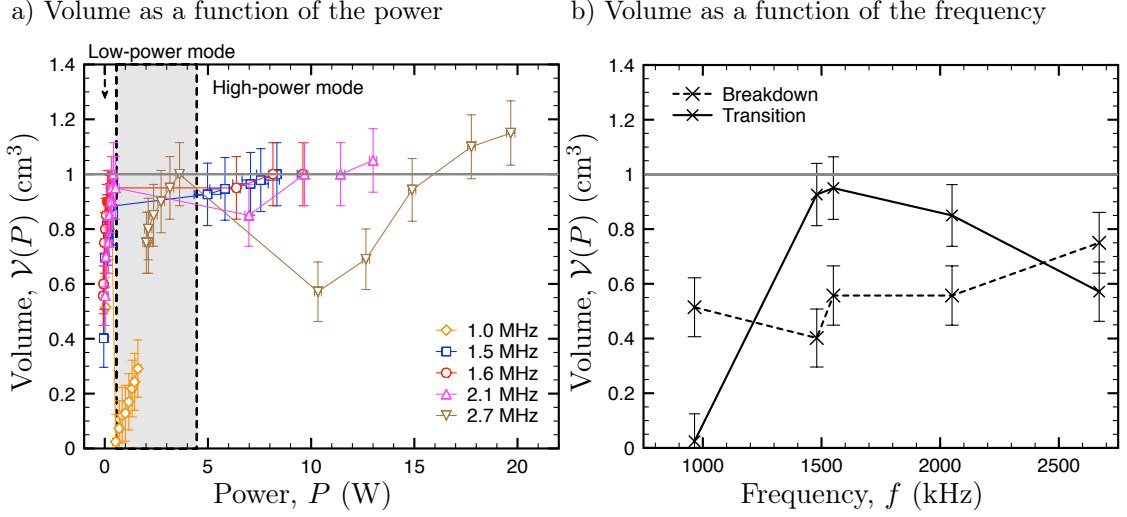 a) Volume as a function of the power
Low-power mode
High-power mode
Volume, 𝒱(P) (cm³)
1.4
1.2
1
0.8
0.6
0.4
0.2
0
1.0 MHz
1.5 MHz
1.6 MHz
2.1 MHz
2.7 MHz
0 5 10 15 20
Power, P (W)
b) Volume as a function of the frequency
Breakdown
Transition
Volume, 𝒱(P) (cm³)
1.4
1.2
1
0.8
0.6
0.4
0.2
0
1000 1500 2000 2500
Frequency, f (kHz)